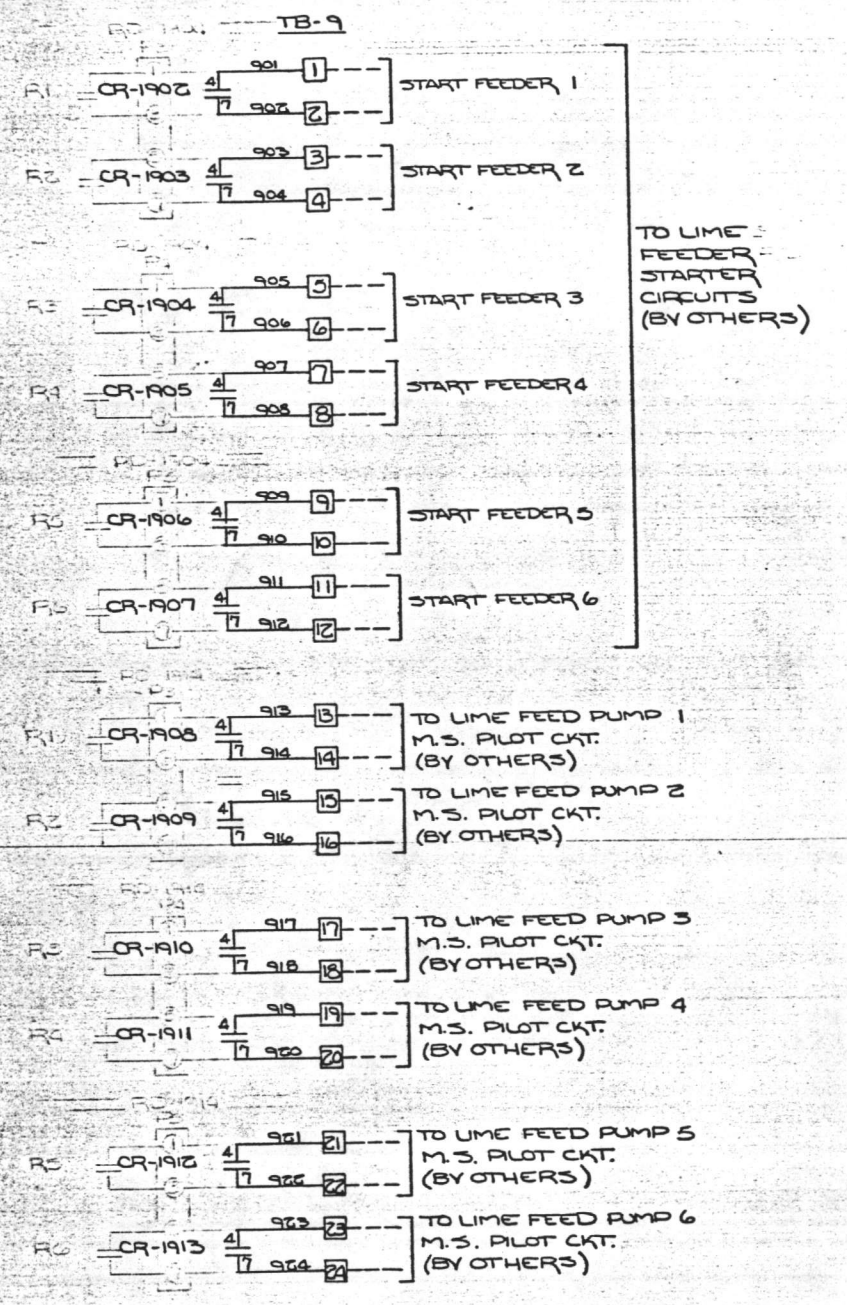 TB-9
901 1
CR-1902 4 START FEEDER 1
7 902 2
903 3
CR-1903 4 START FEEDER 2
7 904 4
TO LIME
FEEDER
STARTER
CIRCUITS
(BY OTHERS)
905 5
CR-1904 4 START FEEDER 3
7 906 6
907 7
CR-1905 4 START FEEDER 4
7 908 8
909 9
CR-1906 4 START FEEDER 5
7 910 10
911 11
CR-1907 4 START FEEDER 6
7 912 12
913 13 TO LIME FEED PUMP 1
CR-1908 4 M.S. PILOT CKT.
7 914 14 (BY OTHERS)
915 15 TO LIME FEED PUMP 2
CR-1909 4 M.S. PILOT CKT.
7 916 16 (BY OTHERS)
917 17 TO LIME FEED PUMP 3
CR-1910 4 M.S. PILOT CKT.
7 918 18 (BY OTHERS)
919 19 TO LIME FEED PUMP 4
CR-1911 4 M.S. PILOT CKT.
7 920 20 (BY OTHERS)
921 21 TO LIME FEED PUMP 5
CR-1912 4 M.S. PILOT CKT.
7 922 22 (BY OTHERS)
923 23 TO LIME FEED PUMP 6
CR-1913 4 M.S. PILOT CKT.
7 924 24 (BY OTHERS)